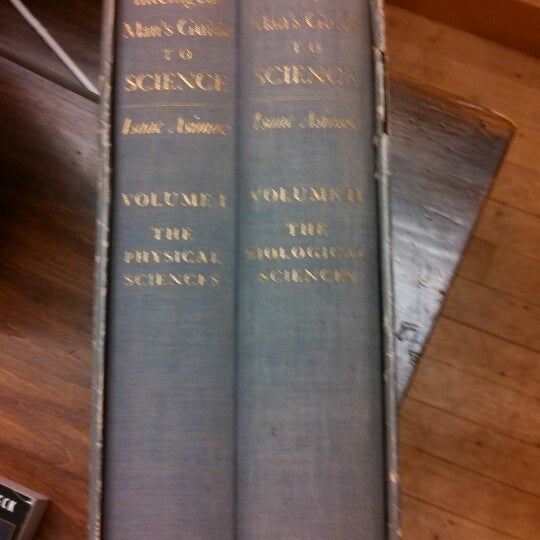 Man's Guide
TO
SCIENCE
Isaac Asimov
VOLUME I
THE
PHYSICAL
SCIENCES
Man's Guide
TO
SCIENCE
Isaac Asimov
VOLUME II
THE
BIOLOGICAL
SCIENCES